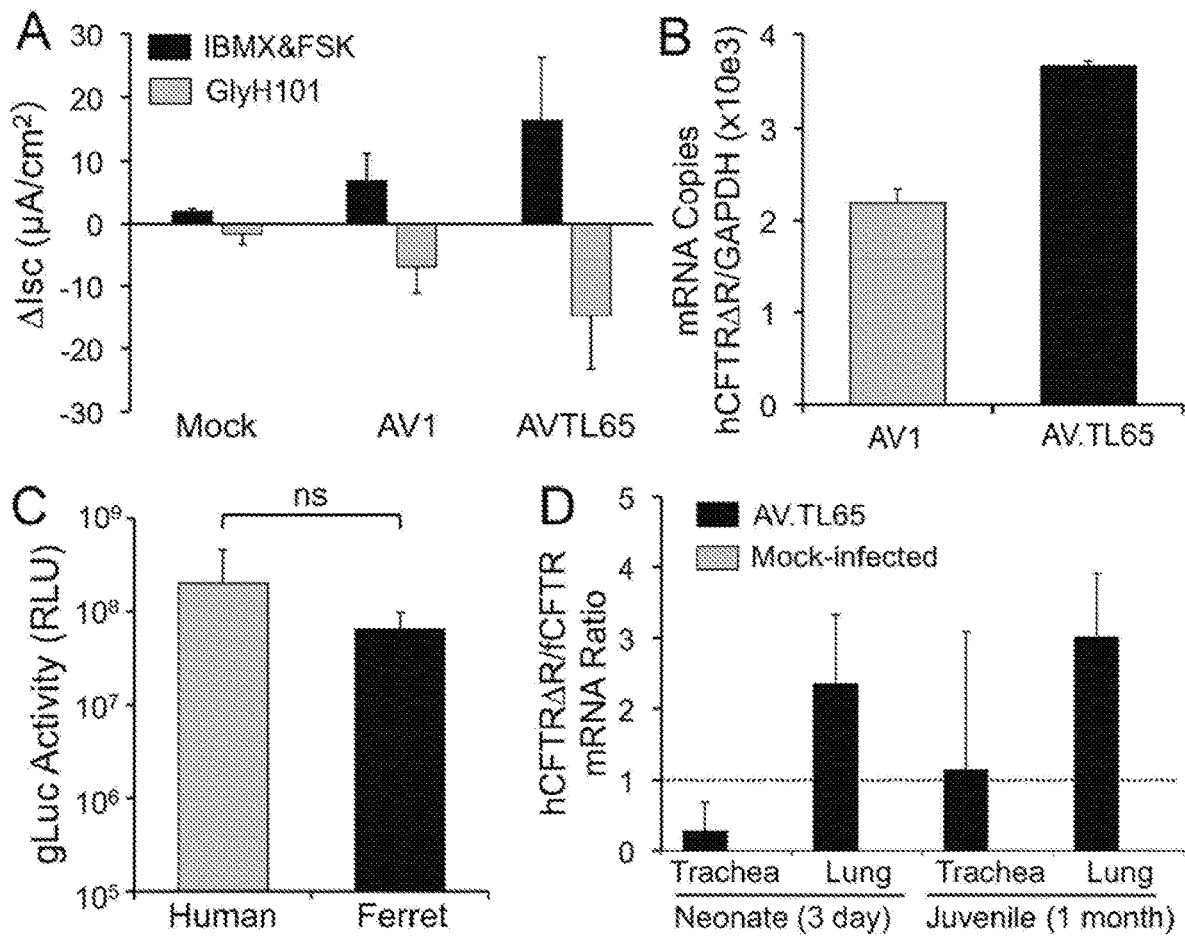 A
ΔIsc (μA/cm²)
30
20
10
0
-10
-20
-30
IBMX&FSK
GlyH101
Mock
AV1
AVTL65
B
mRNA Copies
hCFTRΔR/GAPDH (x10e3)
4
3
2
1
0
AV1
AV.TL65
C
gLuc Activity (RLU)
10⁹
10⁸
10⁷
10⁶
10⁵
ns
Human
Ferret
D
hCFTRΔR/fCFTR
mRNA Ratio
5
4
3
2
1
0
AV.TL65
Mock-infected
Trachea
Lung
Trachea
Lung
Neonate (3 day)
Juvenile (1 month)